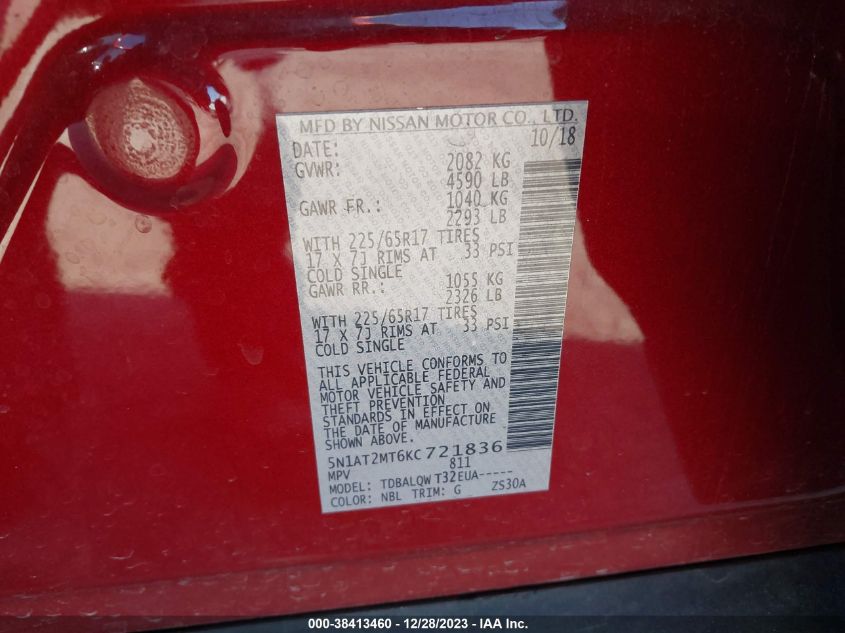 MFD BY NISSAN MOTOR CO., LTD.
DATE: 10/18
GVWR: 2082 KG
4590 LB
GAWR FR.: 1040 KG
2293 LB
WITH 225/65R17 TIRES
17 X 7J RIMS AT 33 PSI
COLD SINGLE
GAWR RR.: 1055 KG
2326 LB
WITH 225/65R17 TIRES
17 X 7J RIMS AT 33 PSI
COLD SINGLE
THIS VEHICLE CONFORMS TO
ALL APPLICABLE FEDERAL
MOTOR VEHICLE SAFETY AND
THEFT PREVENTION
STANDARDS IN EFFECT ON
THE DATE OF MANUFACTURE
SHOWN ABOVE.
5N1AT2MT6KC721836
MPV 811
MODEL: TDBALQW T32EUA-----
COLOR: NBL TRIM: G ZS30A
000-38413460 - 12/28/2023 - IAA Inc.